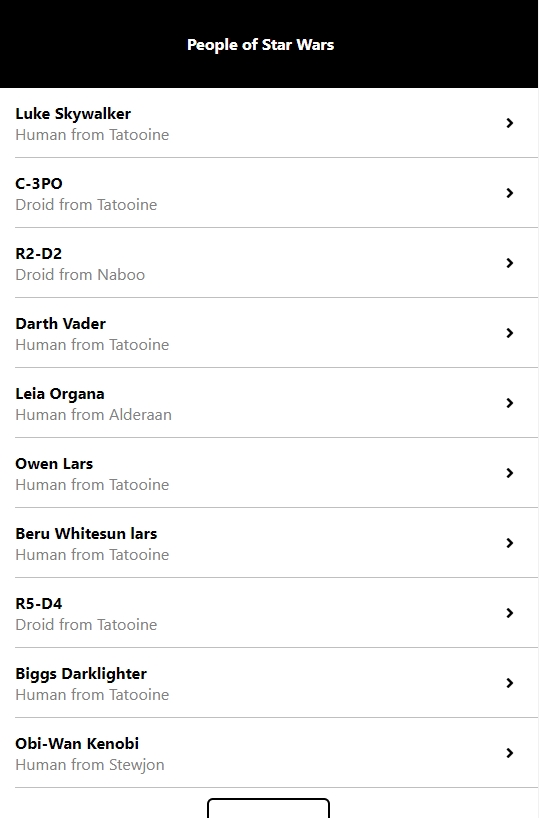 People of Star Wars
Luke Skywalker
Human from Tatooine
C-3PO
Droid from Tatooine
R2-D2
Droid from Naboo
Darth Vader
Human from Tatooine
Leia Organa
Human from Alderaan
Owen Lars
Human from Tatooine
Beru Whitesun lars
Human from Tatooine
R5-D4
Droid from Tatooine
Biggs Darklighter
Human from Tatooine
Obi-Wan Kenobi
Human from Stewjon